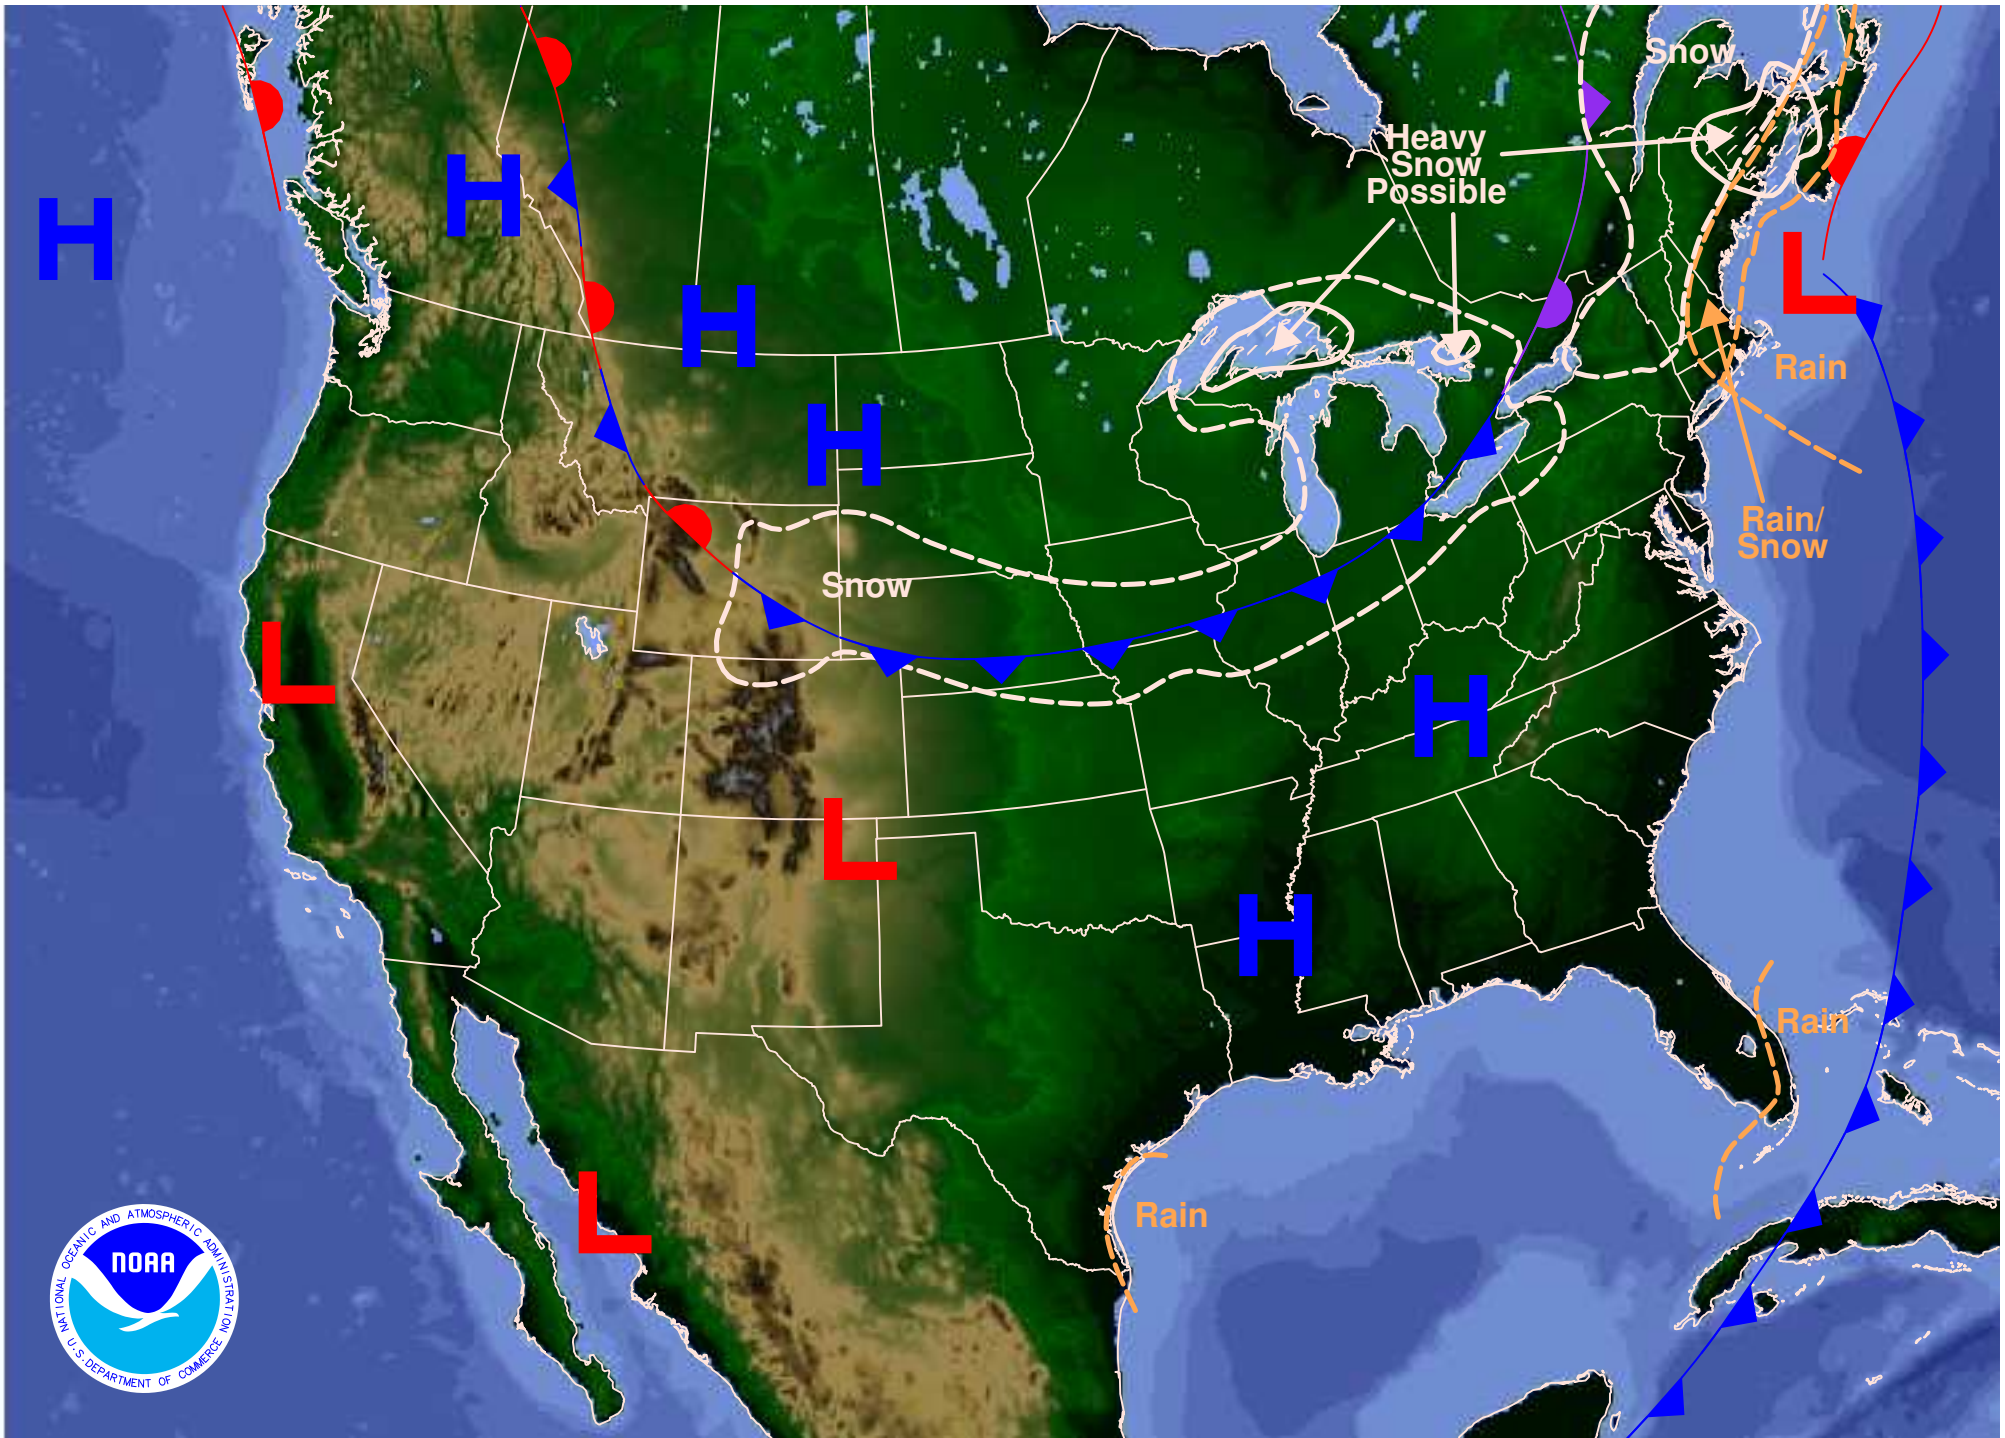 Snow
Heavy
Snow
Possible
H
H
H
L
Rain
H
Rain/
Snow
Snow
L
H
L
H
Rain
L
Rain
NATIONAL OCEANIC AND ATMOSPHERIC ADMINISTRATION
U.S. DEPARTMENT OF COMMERCE
NOAA